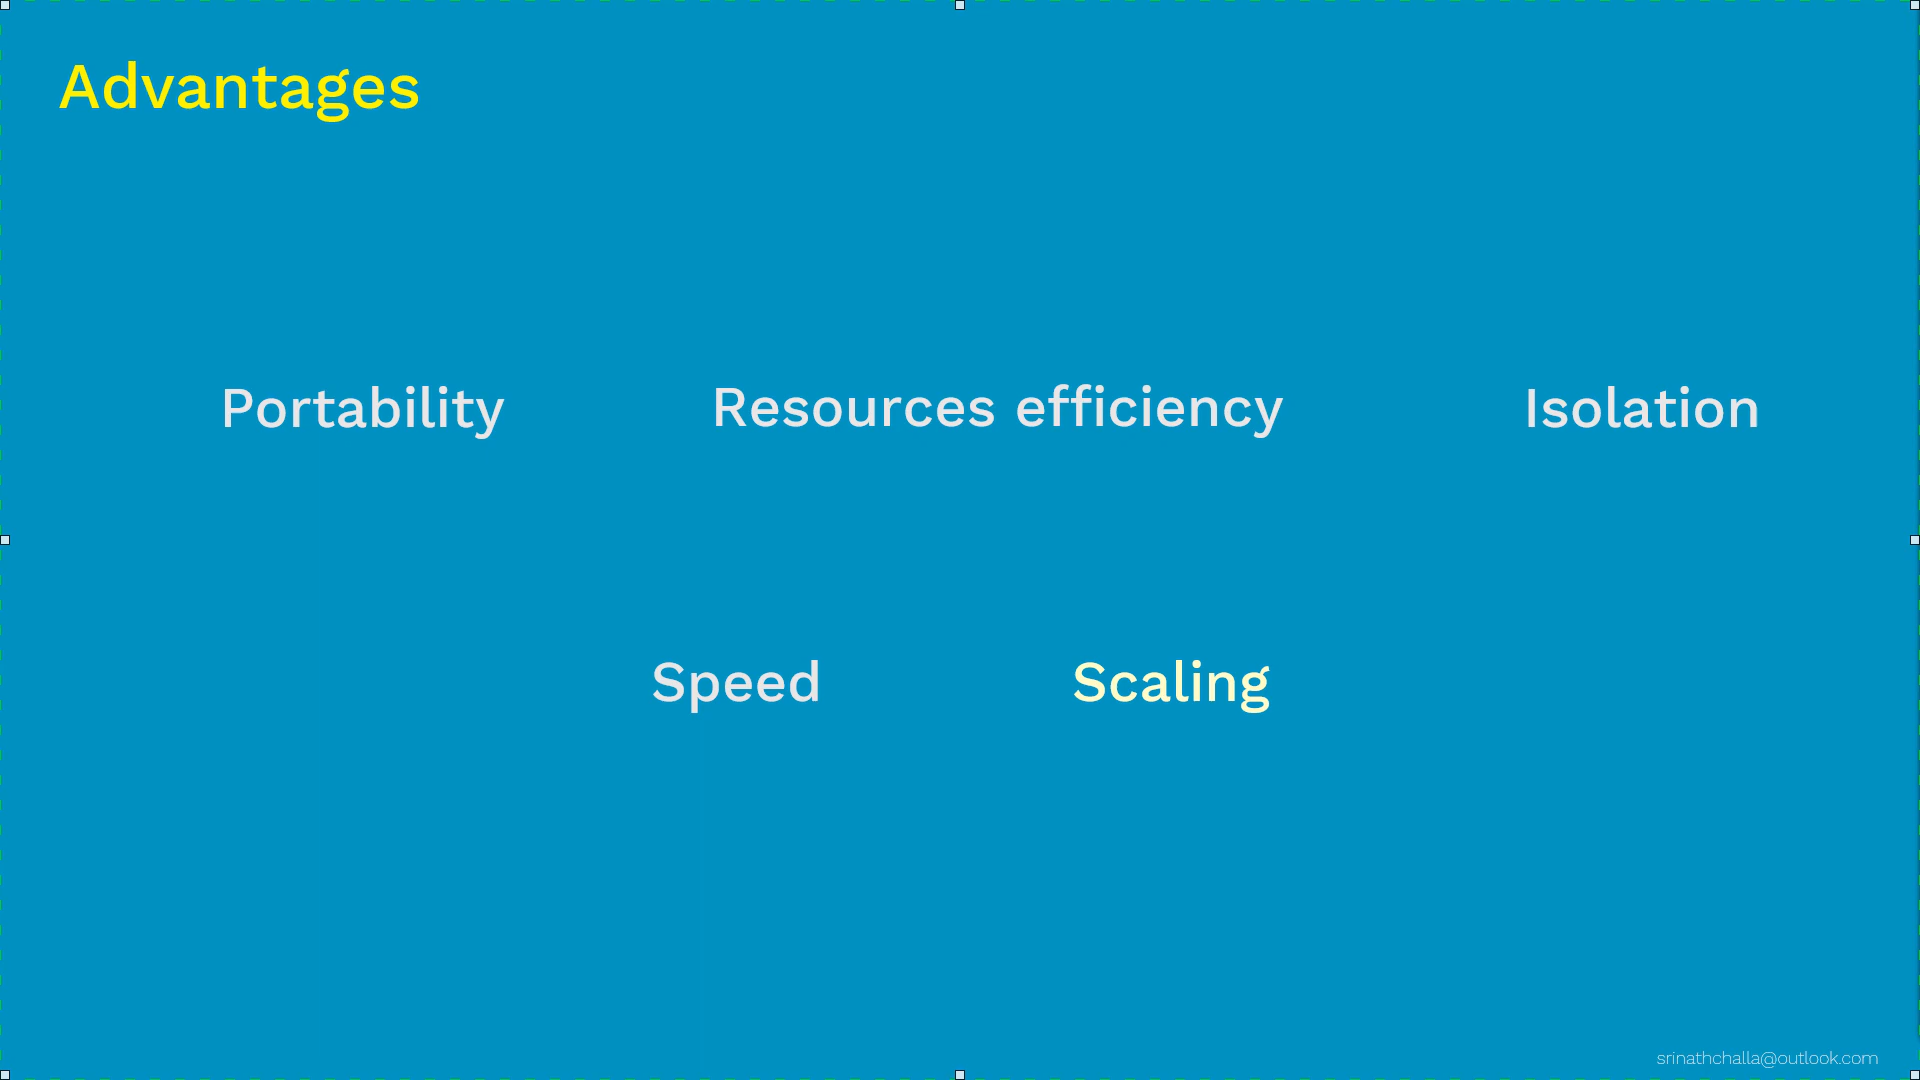 Advantages
Portability Resources efficiency Isolation
Speed Scaling
srinathchalla@outlook.com